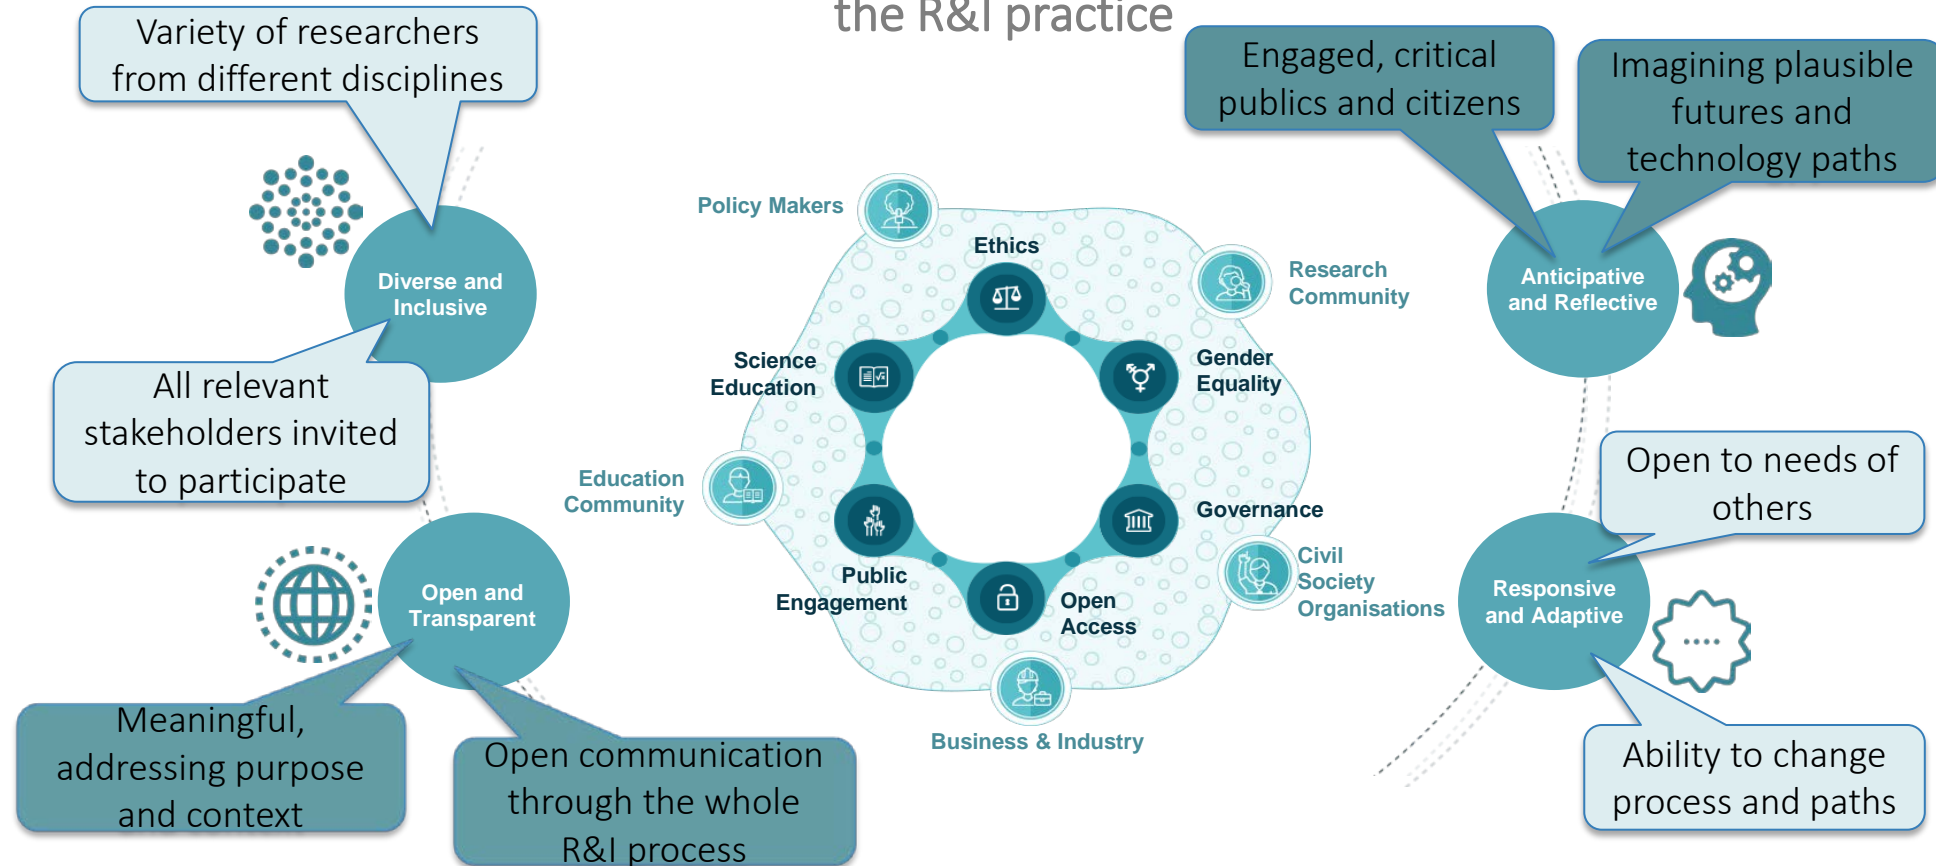 the R&I practice
Variety of researchers
from different disciplines
Engaged, critical
publics and citizens
Imagining plausible
futures and
technology paths
Policy Makers
Ethics
Research
Community
Diverse and
Inclusive
Anticipative
and Reflective
Science
Education
Gender
Equality
All relevant
stakeholders invited
to participate
Education
Community
Governance
Open to needs of
others
Civil
Society
Organisations
Public
Engagement
Open
Access
Open and
Transparent
Responsive
and Adaptive
Business & Industry
Meaningful,
addressing purpose
and context
Open communication
through the whole
R&I process
Ability to change
process and paths